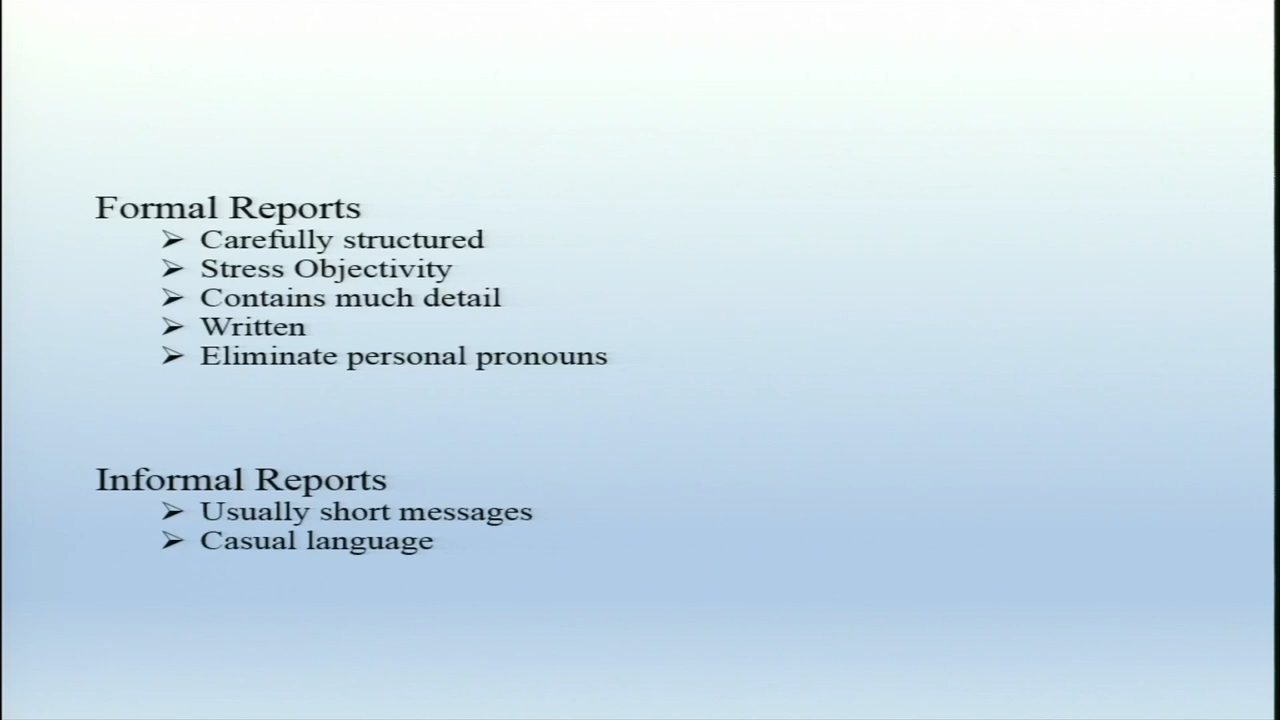 Formal Reports
➢ Carefully structured
➢ Stress Objectivity
➢ Contains much detail
➢ Written
➢ Eliminate personal pronouns
Informal Reports
➢ Usually short messages
➢ Casual language